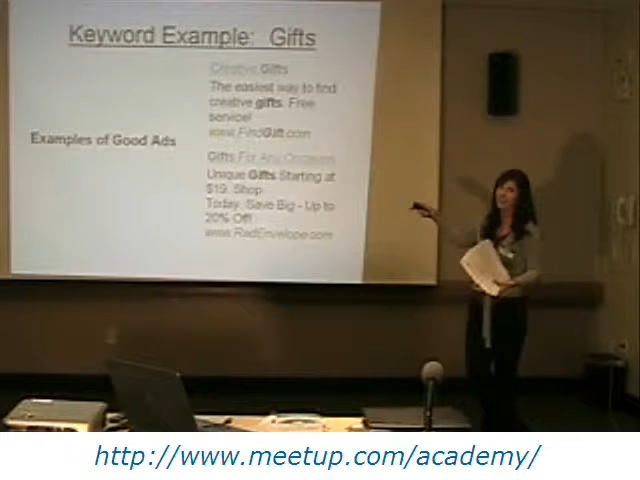 Keyword Example: Gifts
Creative Gifts
The easiest way to find
creative gifts. Free
service!
www.FindGift.com
Examples of Good Ads
Gifts For Any Occasion
Unique Gifts Starting at
$19. Shop
Today, Save Big - Up to
20% Off!
www.RedEnvelope.com
http://www.meetup.com/academy/